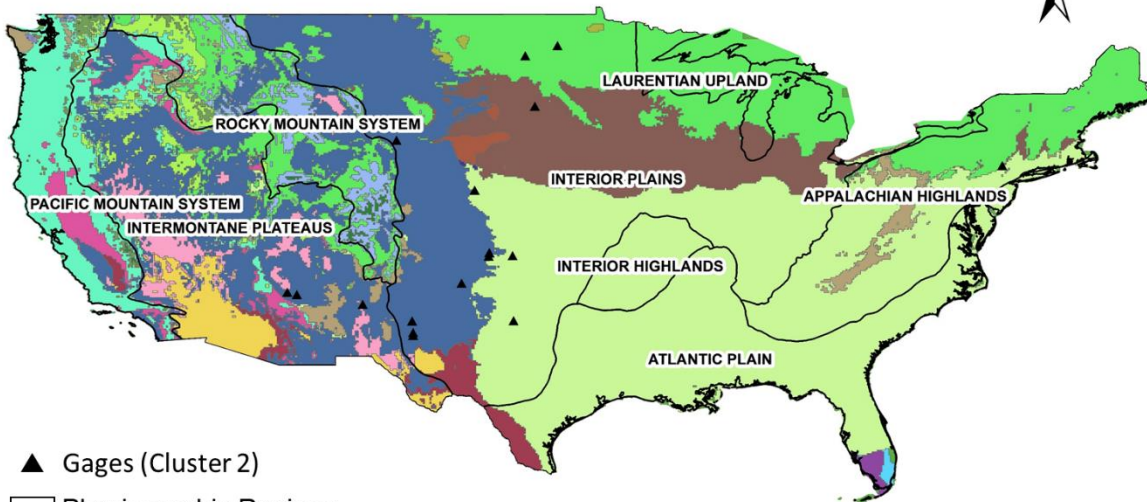 LAURENTIAN UPLAND
ROCKY MOUNTAIN SYSTEM
INTERIOR PLAINS
PACIFIC MOUNTAIN SYSTEM
APPALACHIAN HIGHLANDS
INTERMONTANE PLATEAUS
INTERIOR HIGHLANDS
ATLANTIC PLAIN
Gages (Cluster 2)